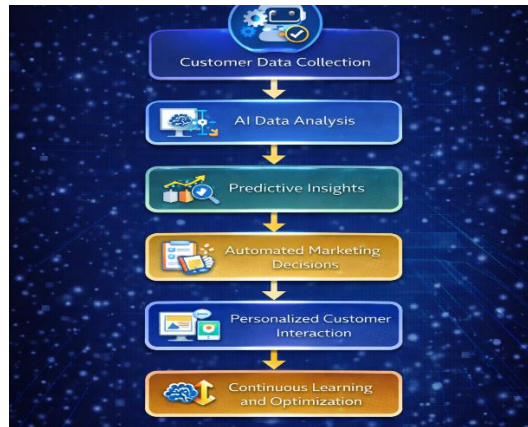 Customer Data Collection
AI Data Analysis
Predictive Insights
Automated Marketing
Decisions
Personalized Customer
Interaction
Continuous Learning
and Optimization